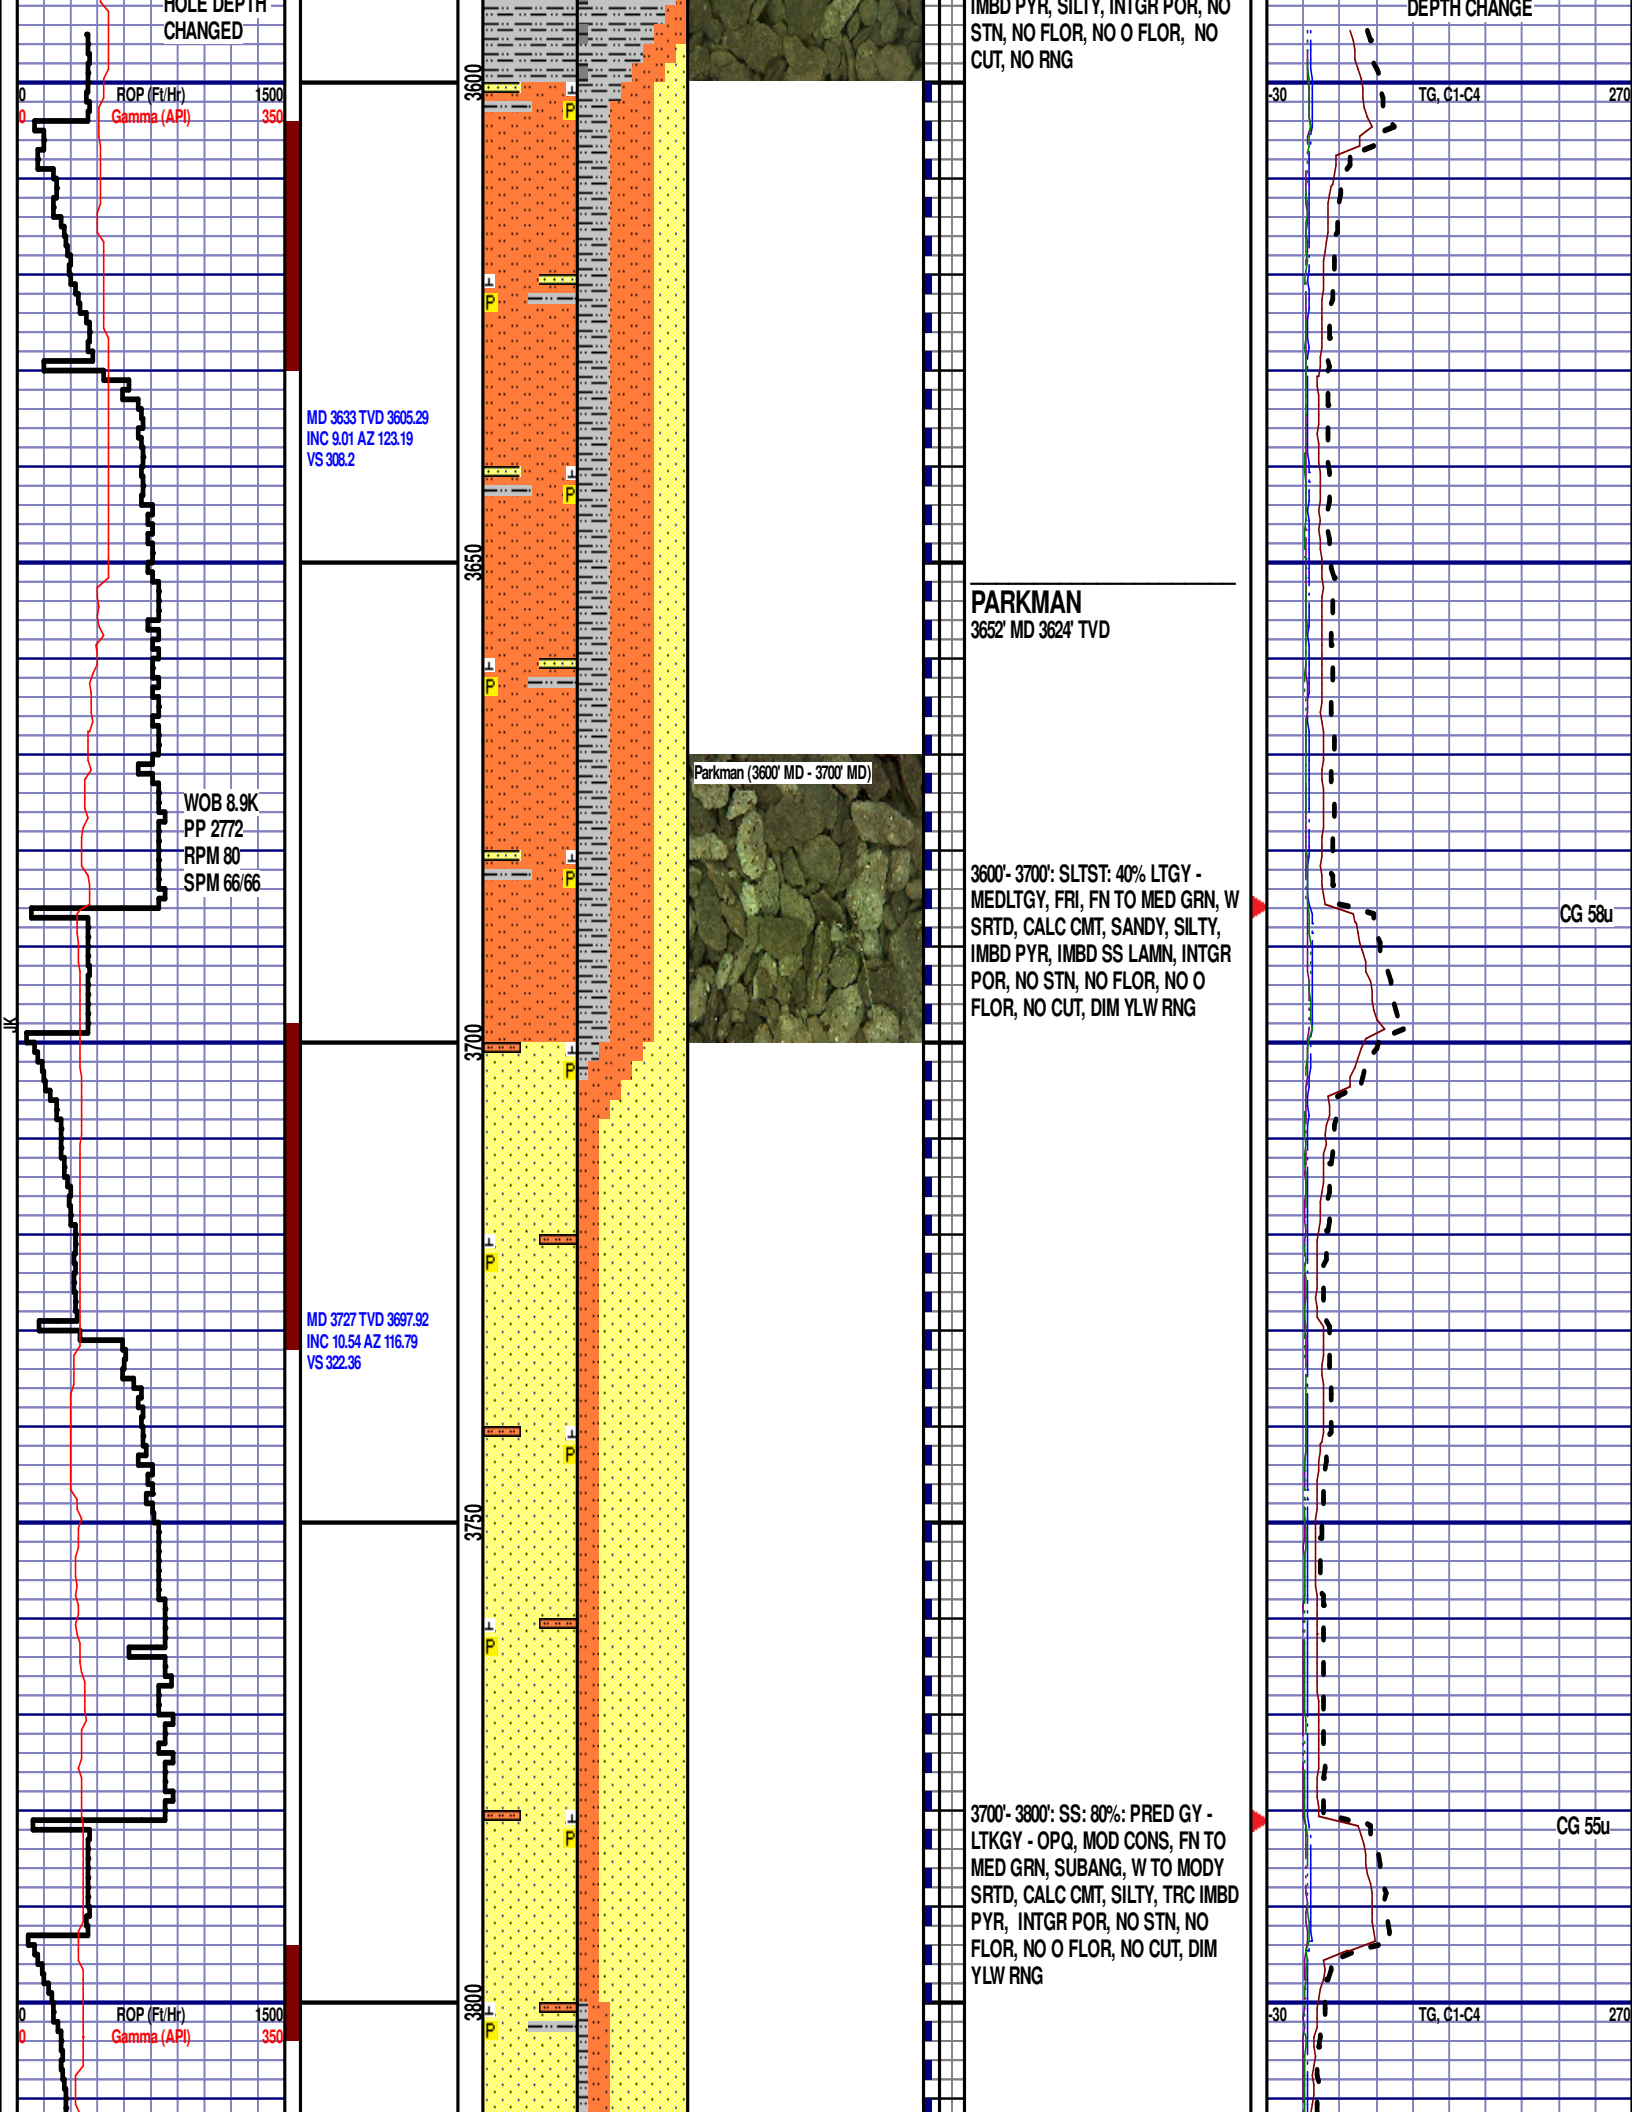 HOLE DEPTH
CHANGED
0 ROP (Ft/Hr) 1500
0 Gamma (API) 350
IMBD PYR, SILTY, INTGR POR, NO
STN, NO FLOR, NO O FLOR, NO
CUT, NO RNG
DEPTH CHANGE
-30 TG, C1-C4 270
3600
P
P
MD 3633 TVD 3605.29
INC 9.01 AZ 123.19
VS 308.2
P
3650
PARKMAN
3652' MD 3624' TVD
P
Parkman (3600' MD - 3700' MD)
WOB 8.9K
PP 2772
RPM 80
SPM 66/66
P
3600'- 3700': SLTST: 40% LTGY -
MEDLTGY, FRI, FN TO MED GRN, W
SRTD, CALC CMT, SANDY, SILTY,
IMBD PYR, IMBD SS LAMN, INTGR
POR, NO STN, NO FLOR, NO O
FLOR, NO CUT, DIM YLW RNG
CG 58u
JK
3700
P
P
MD 3727 TVD 3697.92
INC 10.54 AZ 116.79
VS 322.36
P
3750
P
P
3700'- 3800': SS: 80%: PRED GY -
LTKGY - OPQ, MOD CONS, FN TO
MED GRN, SUBANG, W TO MODY
SRTD, CALC CMT, SILTY, TRC IMBD
PYR, INTGR POR, NO STN, NO
FLOR, NO O FLOR, NO CUT, DIM
YLW RNG
CG 55u
3800
P
0 ROP (Ft/Hr) 1500
0 Gamma (API) 350
-30 TG, C1-C4 270